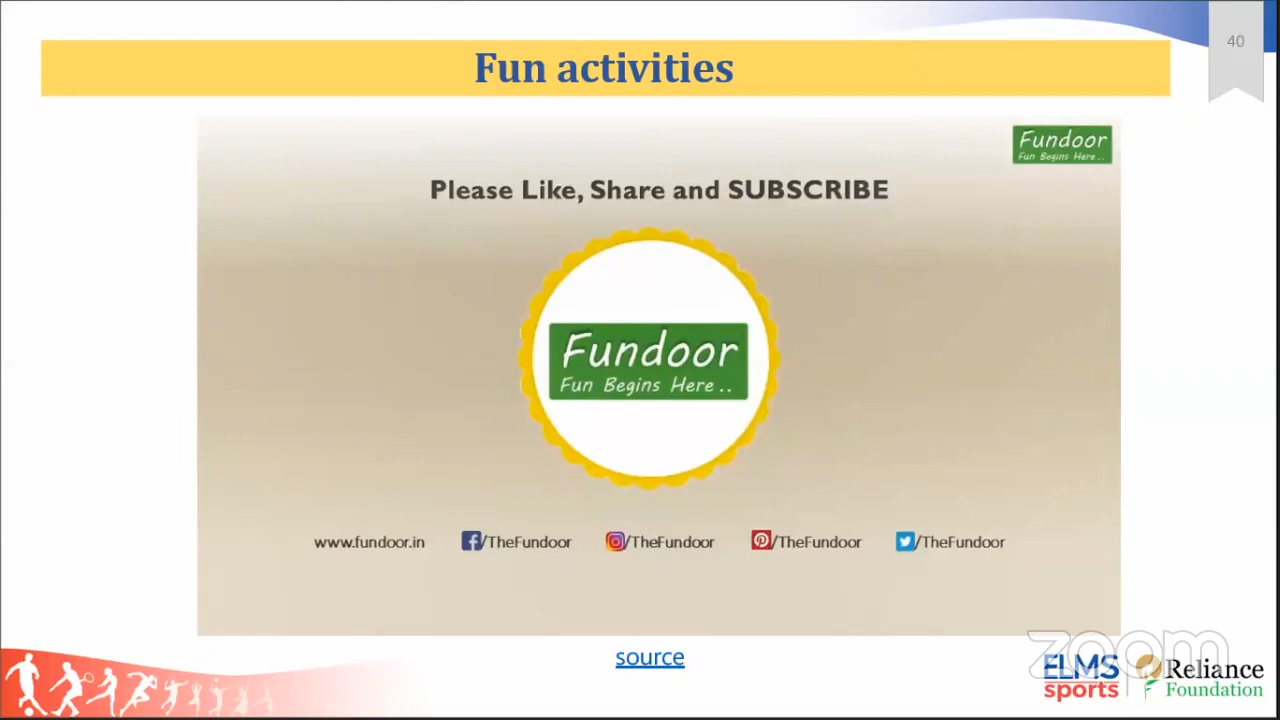 40
Fun activities
Fundoor
Fun Begins Here..
Please Like, Share and SUBSCRIBE
Fundoor
Fun Begins Here..
www.fundoor.in /TheFundoor /TheFundoor /TheFundoor /TheFundoor
source
zoom
ELMS
sports
Reliance
Foundation